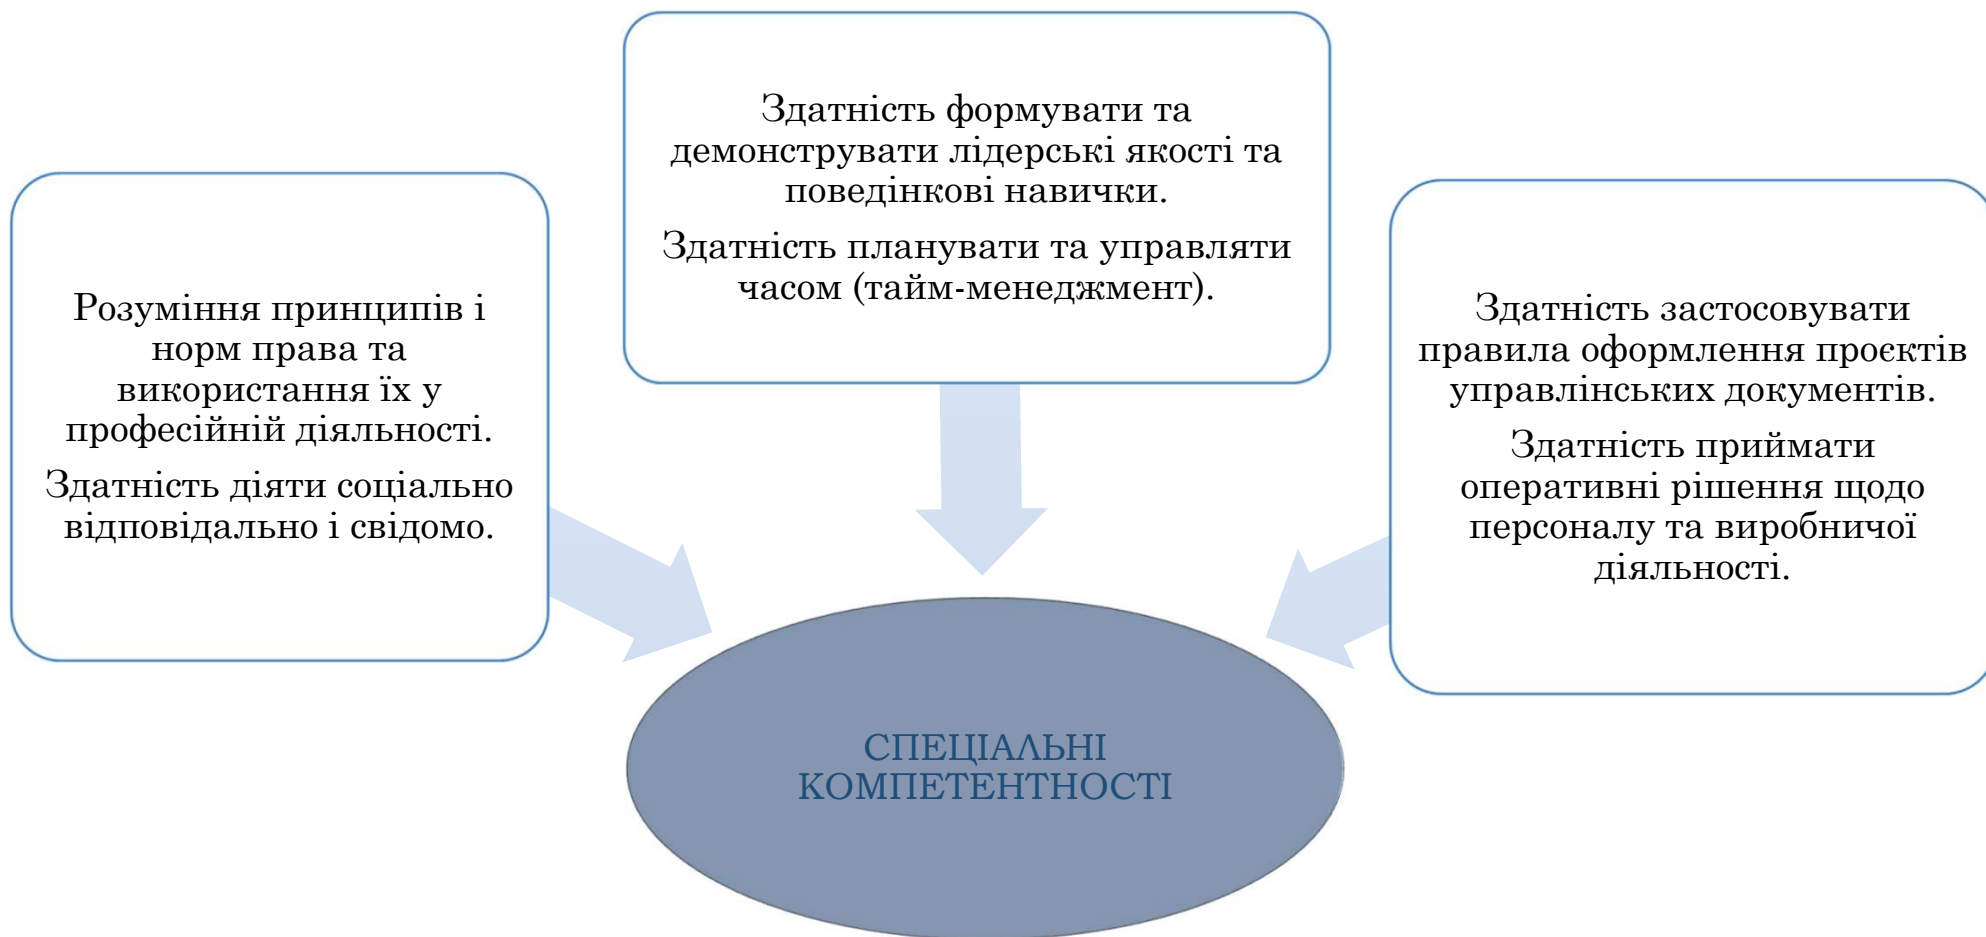 Розуміння принципів і
норм права та
використання їх у
професійній діяльності.
Здатність діяти соціально
відповідально і свідомо.
Здатність формувати та
демонструвати лідерські якості та
поведінкові навички.
Здатність планувати та управляти
часом (тайм-менеджмент).
Здатність застосовувати
правила оформлення проєктів
управлінських документів.
Здатність приймати
оперативні рішення щодо
персоналу та виробничої
діяльності.
СПЕЦІАЛЬНІ
КОМПЕТЕНТНОСТІ